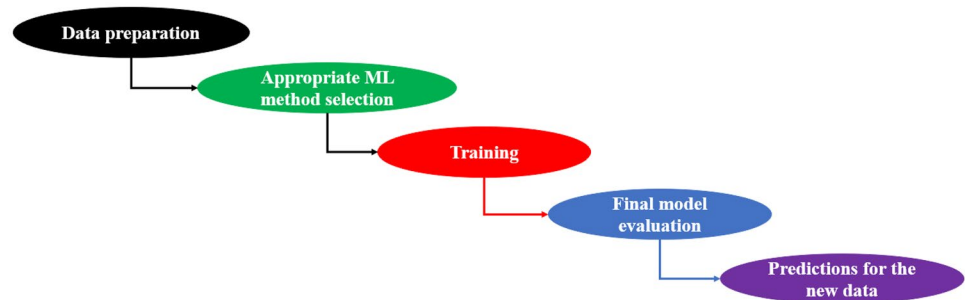 Data preparation
Appropriate ML
method selection
Training
Final model
evaluation
Predictions for the
new data